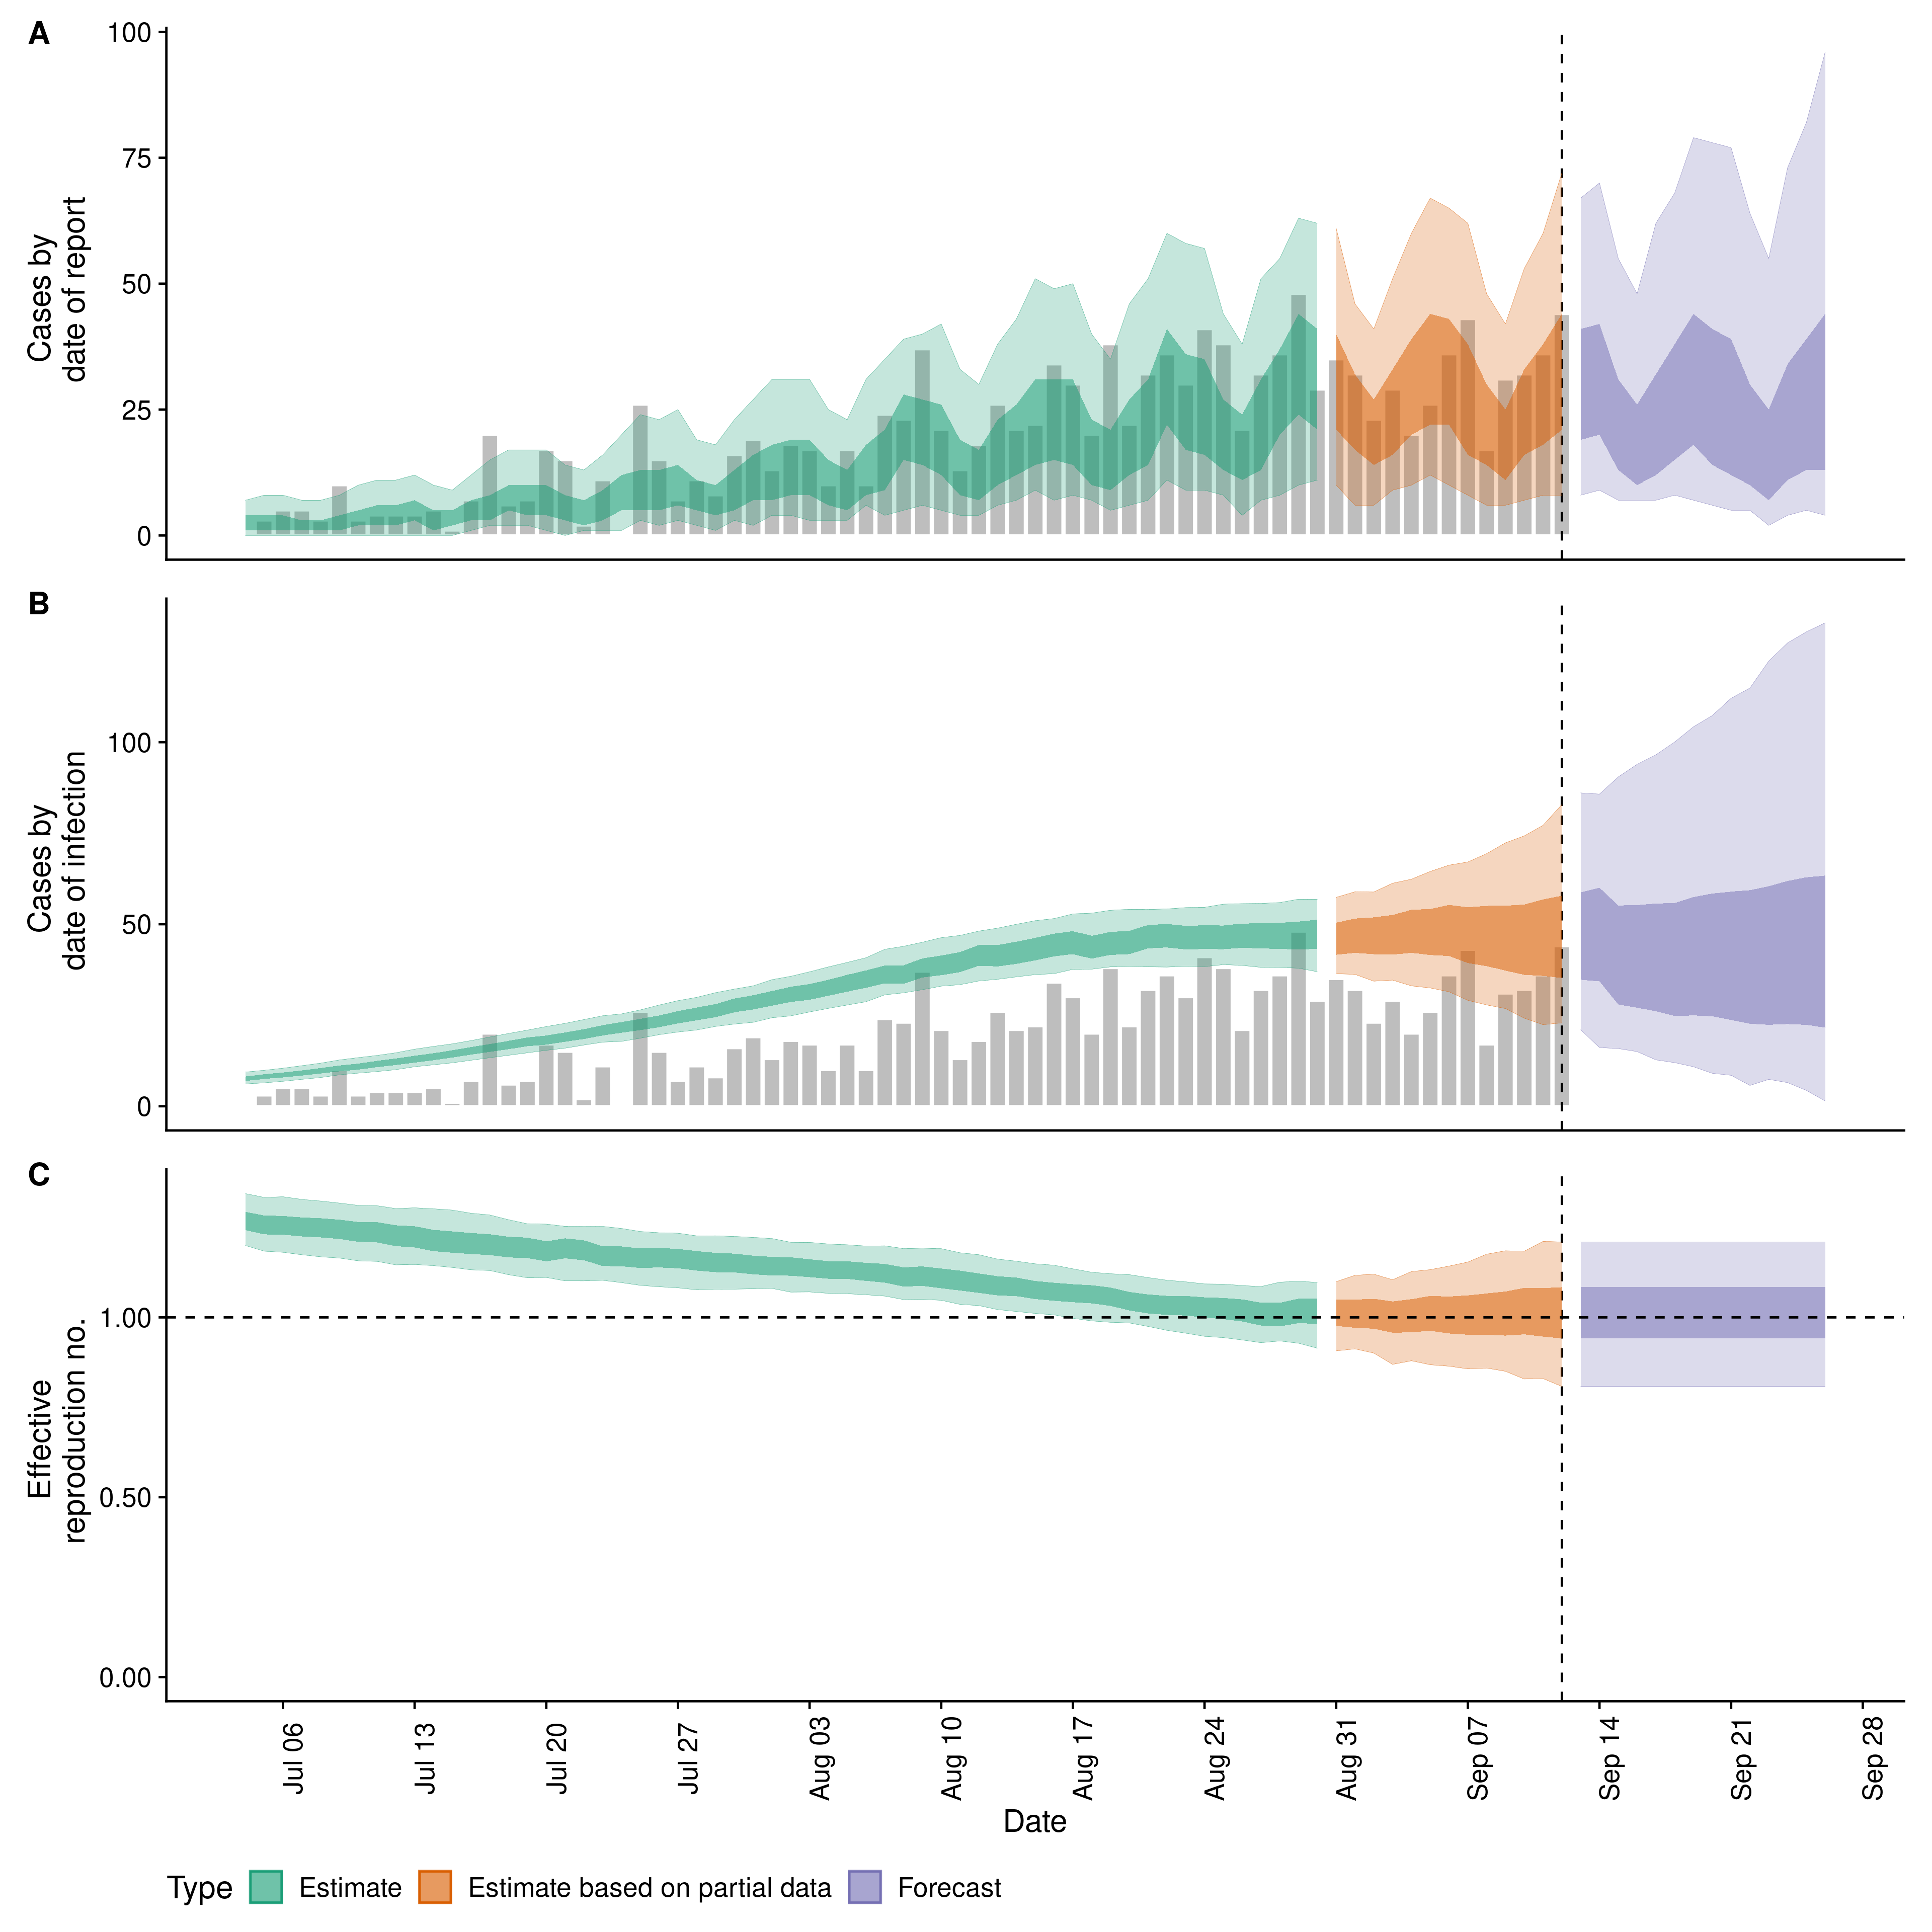 A
100
75
50
25
0
Cases by
date of report
B
100
50
0
Cases by
date of infection
C
1.00
0.50
0.00
Effective
reproduction no.
Jul 06
Jul 13
Jul 20
Jul 27
Aug 03
Aug 10
Aug 17
Aug 24
Aug 31
Sep 07
Sep 14
Sep 21
Sep 28
Date
Type Estimate Estimate based on partial data Forecast